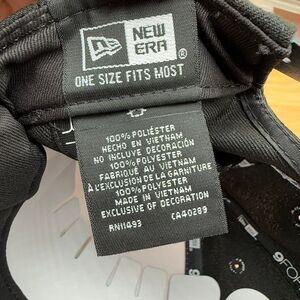 NEW
ERA
®
ONE SIZE FITS MOST
100% POLIÉSTER
HECHO EN VIETNAM
NO INCLUYE DECORACIÓN
100% POLYESTER
FABRIQUÉ AU VIETNAM
À L'EXCLUSION DE LA GARNITURE
100% POLYESTER
MADE IN VIETNAM
EXCLUSIVE OF DECORATION
RN11493 CA40289
9FOR